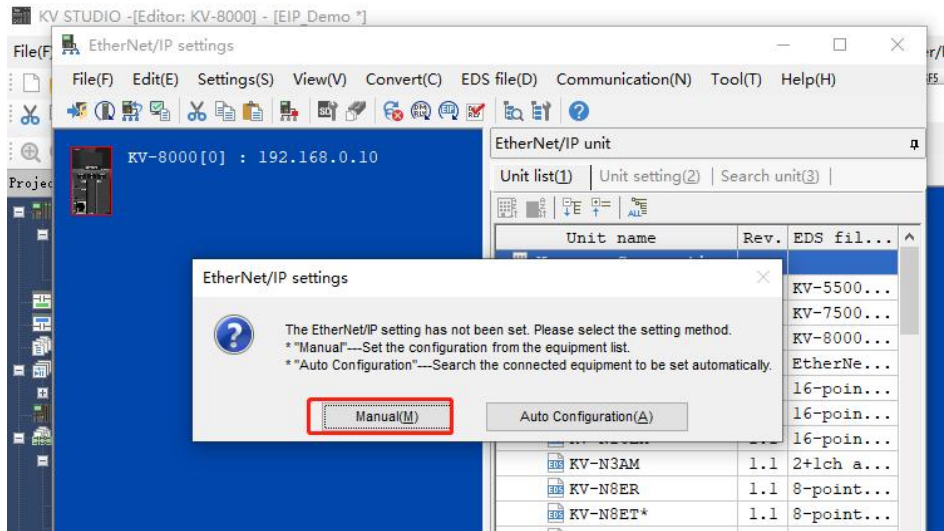 KV STUDIO -[Editor: KV-8000] - [EIP_Demo *]
EtherNet/IP settings
File(F) Edit(E) Settings(S) View(V) Convert(C) EDS file(D) Communication(N) Tool(T) Help(H)
KV-8000[0] : 192.168.0.10
EtherNet/IP unit
Unit list(1) Unit setting(2) Search unit(3)
Unit name Rev. EDS fil...
EtherNet/IP settings
The EtherNet/IP setting has not been set. Please select the setting method.
* "Manual"---Set the configuration from the equipment list.
* "Auto Configuration"---Search the connected equipment to be set automatically.
Manual(M) Auto Configuration(A)
KV-5500...
KV-7500...
KV-8000...
EtherNe...
16-poin...
16-poin...
16-poin...
KV-N3AM 1.1 2+1ch a...
KV-N8ER 1.1 8-point...
KV-N8ET* 1.1 8-point...
File(F
Projec